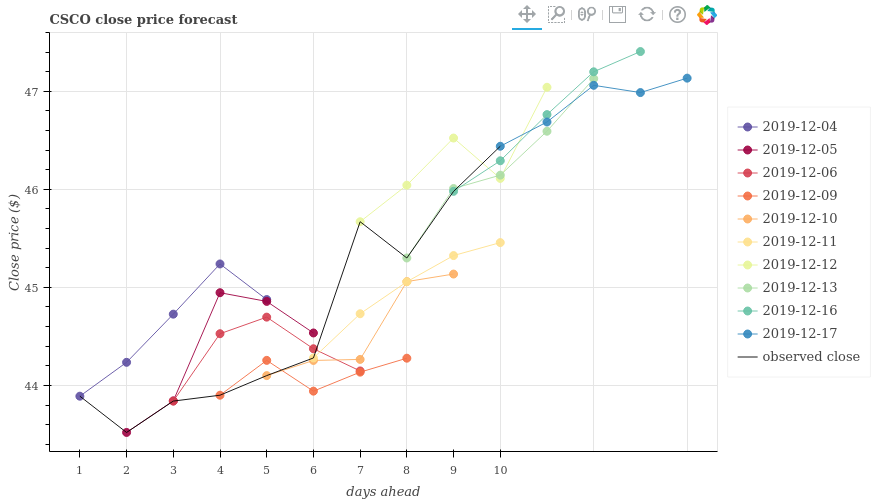 CSCO close price forecast
47
46
45
44
Close price ($)
1 2 3 4 5 6 7 8 9 10
days ahead
2019-12-04
2019-12-05
2019-12-06
2019-12-09
2019-12-10
2019-12-11
2019-12-12
2019-12-13
2019-12-16
2019-12-17
observed close